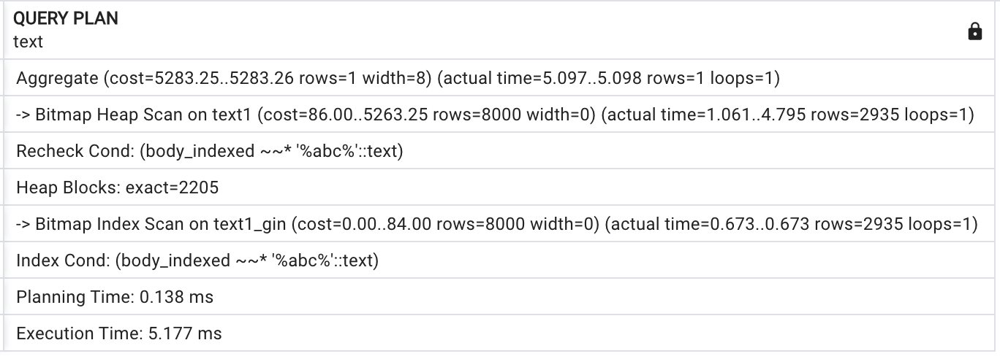 QUERY PLAN
text
Aggregate (cost=5283.25..5283.26 rows=1 width=8) (actual time=5.097..5.098 rows=1 loops=1)
-> Bitmap Heap Scan on text1 (cost=86.00..5263.25 rows=8000 width=0) (actual time=1.061..4.795 rows=2935 loops=1)
Recheck Cond: (body_indexed ~~* '%abc%'::text)
Heap Blocks: exact=2205
-> Bitmap Index Scan on text1_gin (cost=0.00..84.00 rows=8000 width=0) (actual time=0.673..0.673 rows=2935 loops=1)
Index Cond: (body_indexed ~~* '%abc%'::text)
Planning Time: 0.138 ms
Execution Time: 5.177 ms